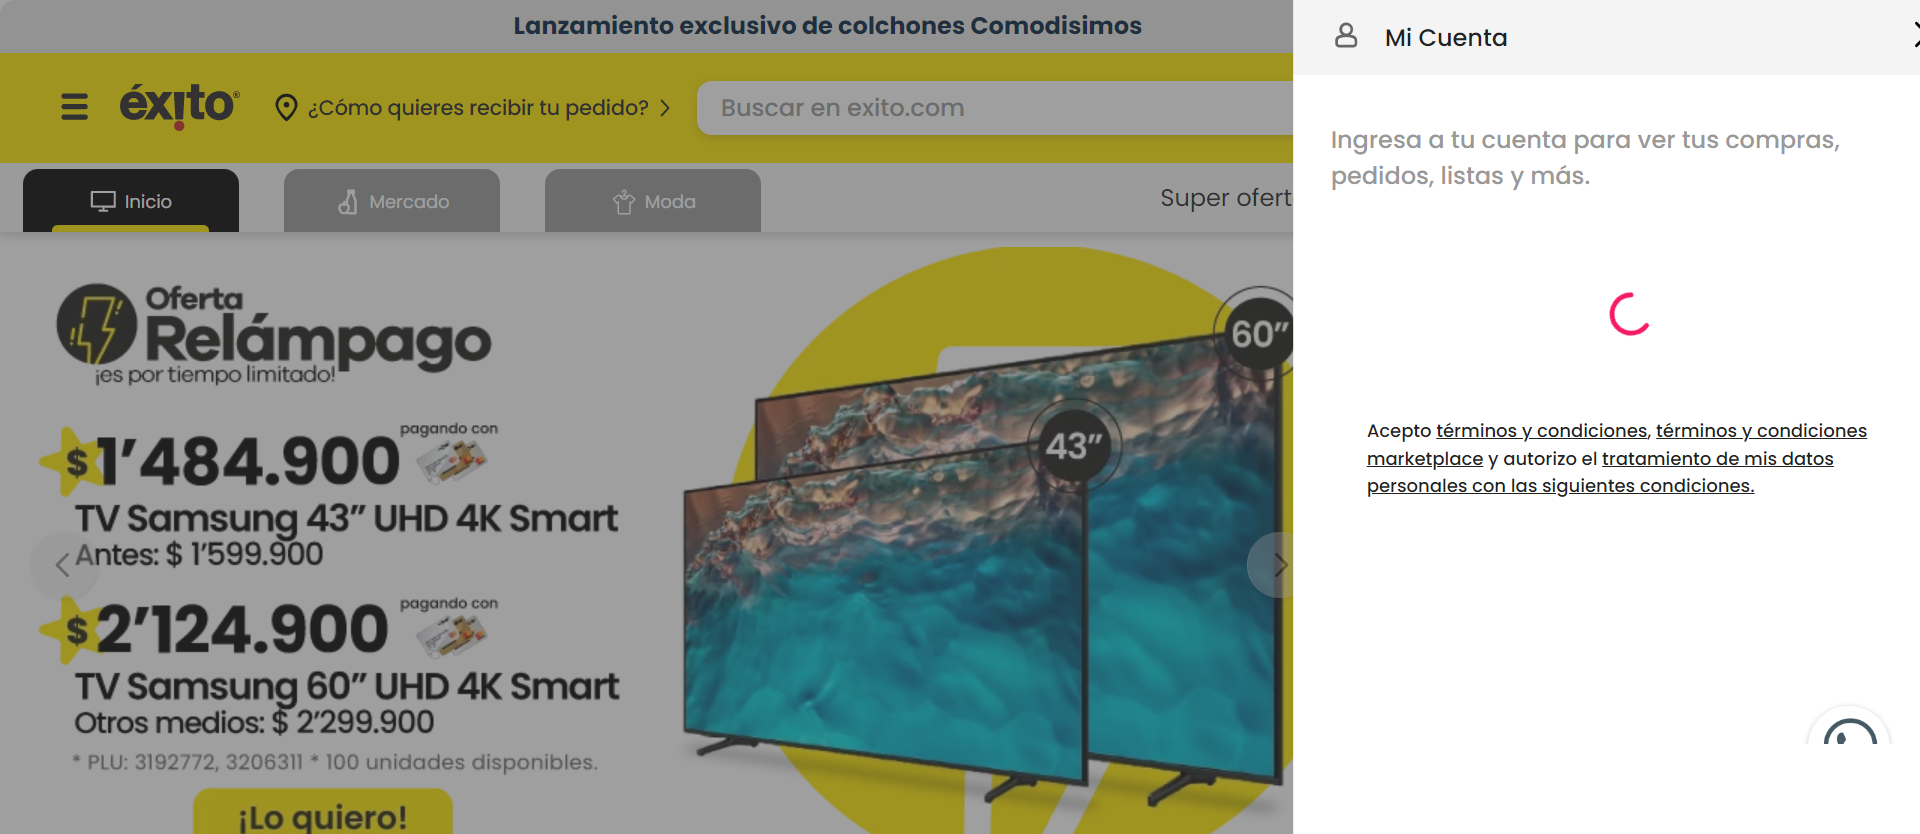 Lanzamiento exclusivo de colchones Comodisimos
éxito®
¿Cómo quieres recibir tu pedido?
Buscar en exito.com
Inicio
Mercado
Moda
Super ofert
Oferta
Relámpago
¡es por tiempo limitado!
$1'484.900
pagando con
TV Samsung 43” UHD 4K Smart
Antes: $ 1'599.900
$2'124.900
pagando con
TV Samsung 60” UHD 4K Smart
Otros medios: $ 2'299.900
* PLU: 3192772, 3206311 * 100 unidades disponibles.
¡Lo quiero!
60”
43”
Mi Cuenta
Ingresa a tu cuenta para ver tus compras,
pedidos, listas y más.
Acepto términos y condiciones, términos y condiciones
marketplace y autorizo el tratamiento de mis datos
personales con las siguientes condiciones.